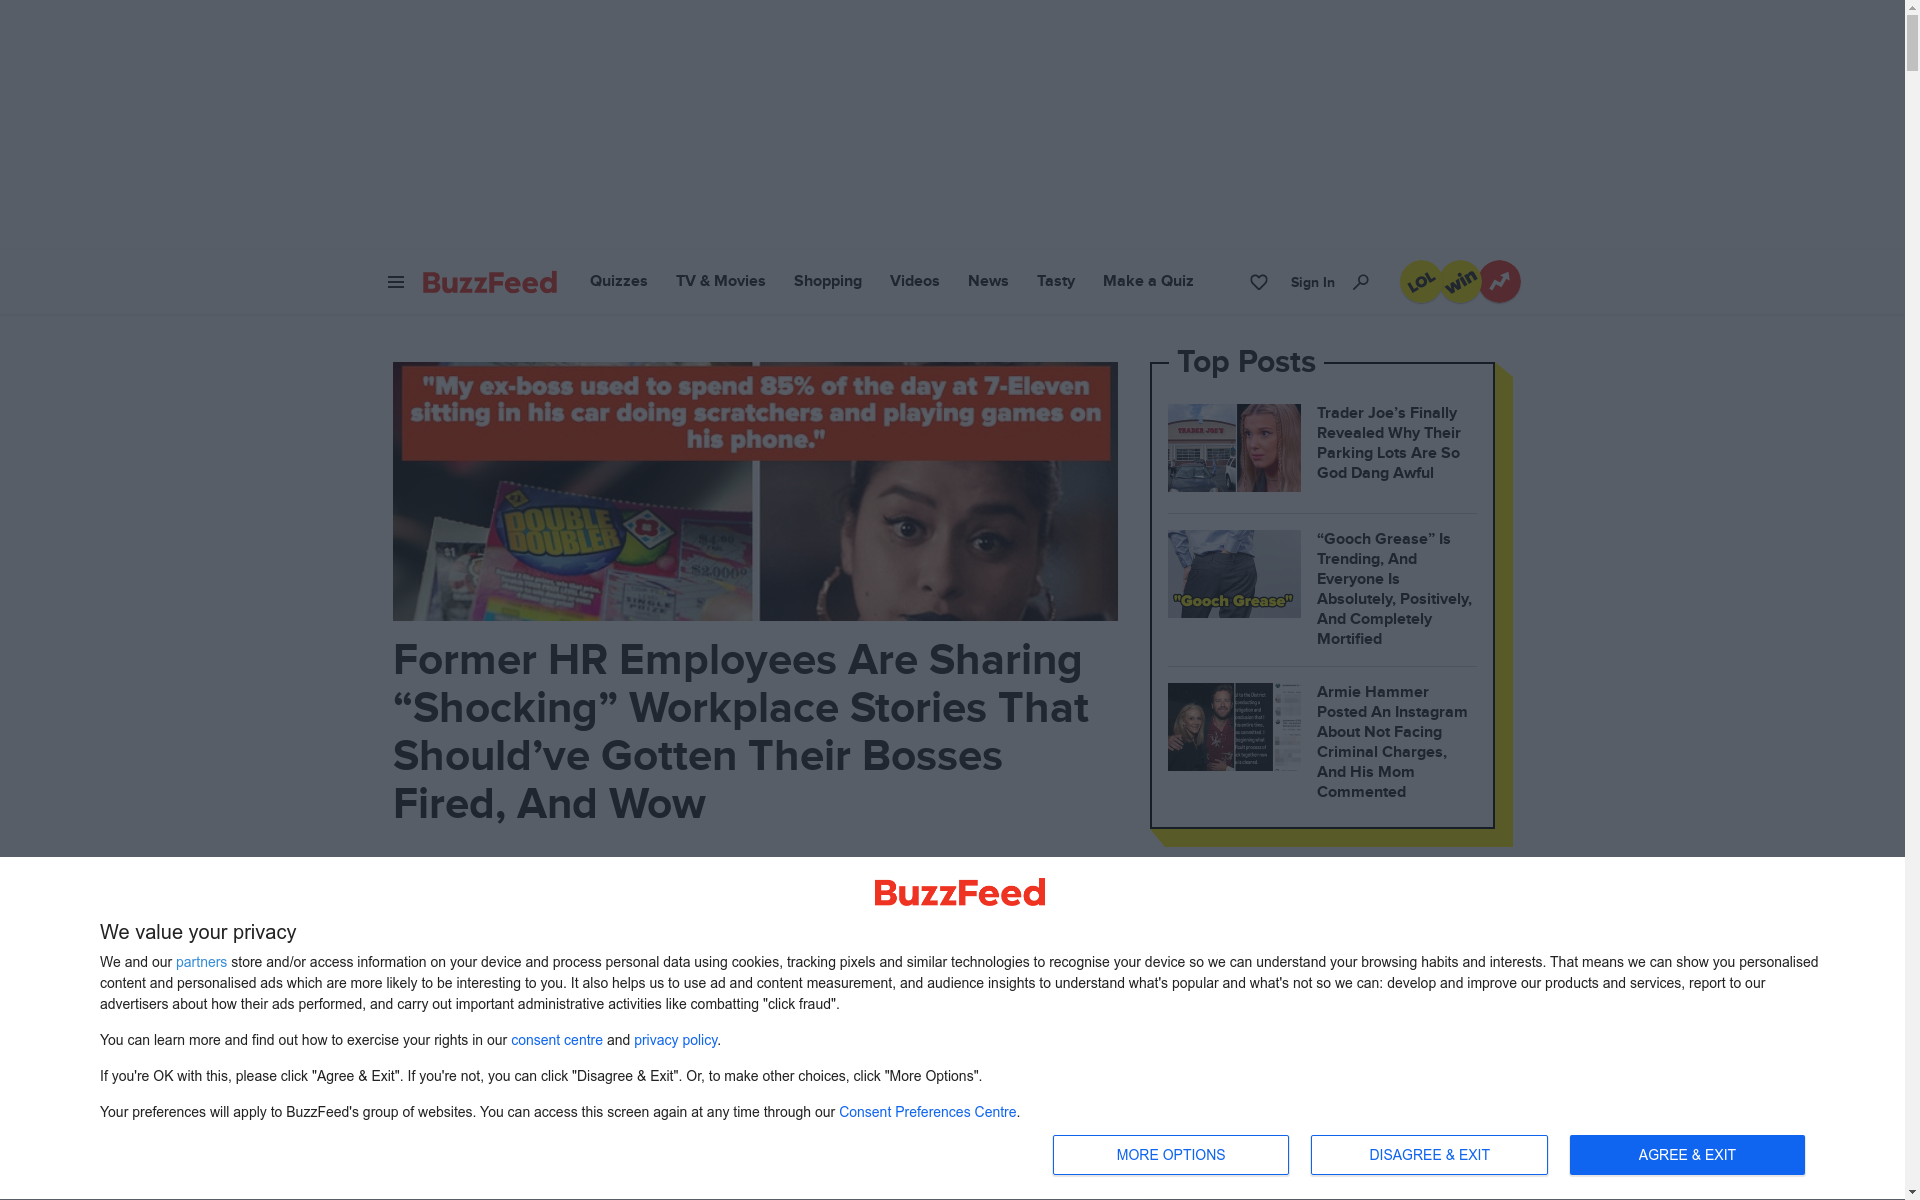 BuzzFeed
Quizzes
TV & Movies
Shopping
Videos
News
Tasty
Make a Quiz
Sign In
LOL
win
"My ex-boss used to spend 85% of the day at 7-Eleven
sitting in his car doing scratchers and playing games on
his phone."
DOUBLE
DOUBLER
SINGLE
Former HR Employees Are Sharing
“Shocking” Workplace Stories That
Should’ve Gotten Their Bosses
Fired, And Wow
Top Posts
TRADER JOE'S
Trader Joe’s Finally
Revealed Why Their
Parking Lots Are So
God Dang Awful
"Gooch Grease"
“Gooch Grease” Is
Trending, And
Everyone Is
Absolutely, Positively,
And Completely
Mortified
Armie Hammer
Posted An Instagram
About Not Facing
Criminal Charges,
And His Mom
Commented
BuzzFeed
We value your privacy
We and our partners store and/or access information on your device and process personal data using cookies, tracking pixels and similar technologies to recognise your device so we can understand your browsing habits and interests. That means we can show you personalised
content and personalised ads which are more likely to be interesting to you. It also helps us to use ad and content measurement, and audience insights to understand what's popular and what's not so we can: develop and improve our products and services, report to our
advertisers about how their ads performed, and carry out important administrative activities like combatting "click fraud".
You can learn more and find out how to exercise your rights in our consent centre and privacy policy.
If you're OK with this, please click "Agree & Exit". If you're not, you can click "Disagree & Exit". Or, to make other choices, click "More Options".
Your preferences will apply to BuzzFeed's group of websites. You can access this screen again at any time through our Consent Preferences Centre.
MORE OPTIONS
DISAGREE & EXIT
AGREE & EXIT